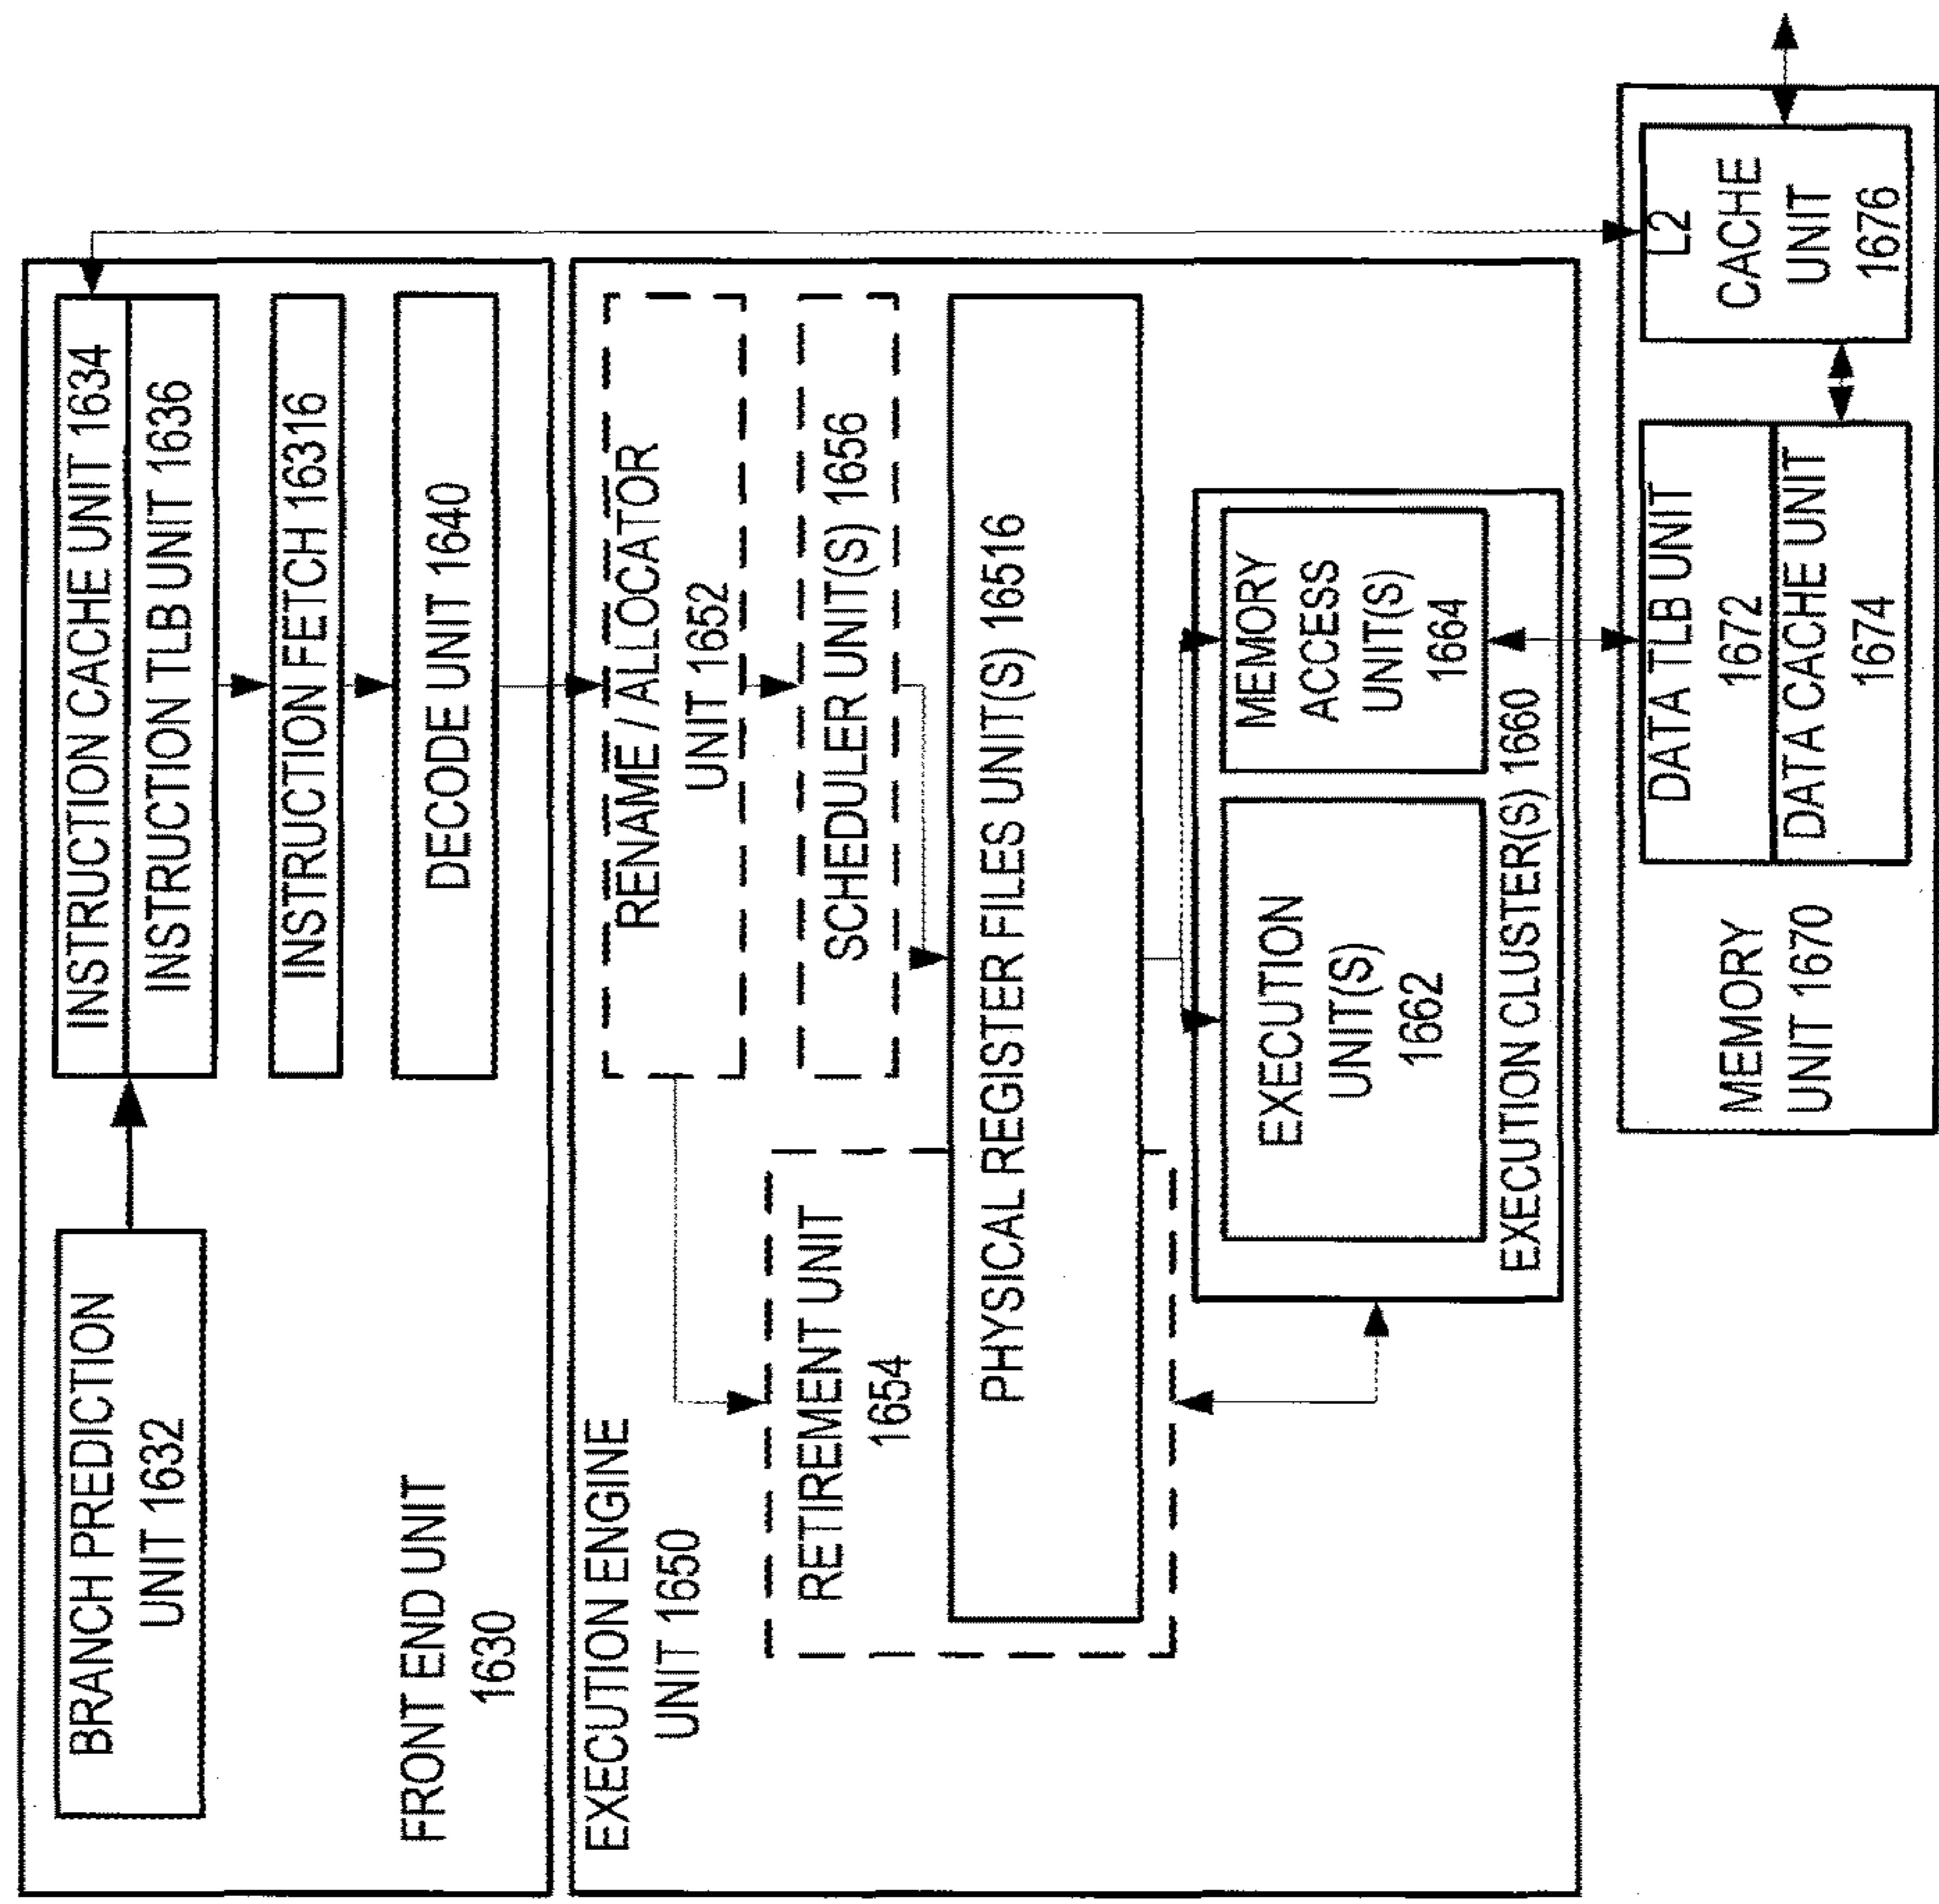 BRANCH PREDICTION
UNIT 1632
INSTRUCTION CACHE UNIT 1634
INSTRUCTION TLB UNIT 1636
INSTRUCTION FETCH 16316
DECODE UNIT 1640
FRONT END UNIT
1630
EXECUTION ENGINE
UNIT 1650
RENAME / ALLOCATOR
UNIT 1652
RETIREMENT UNIT
1654
SCHEDULER UNIT(S) 1656
PHYSICAL REGISTER FILES UNIT(S) 16516
EXECUTION
UNIT(S)
1662
MEMORY
ACCESS
UNIT(S)
1664
EXECUTION CLUSTER(S) 1660
MEMORY
UNIT 1670
DATA TLB UNIT
1672
DATA CACHE UNIT
1674
L2
CACHE
UNIT
1676